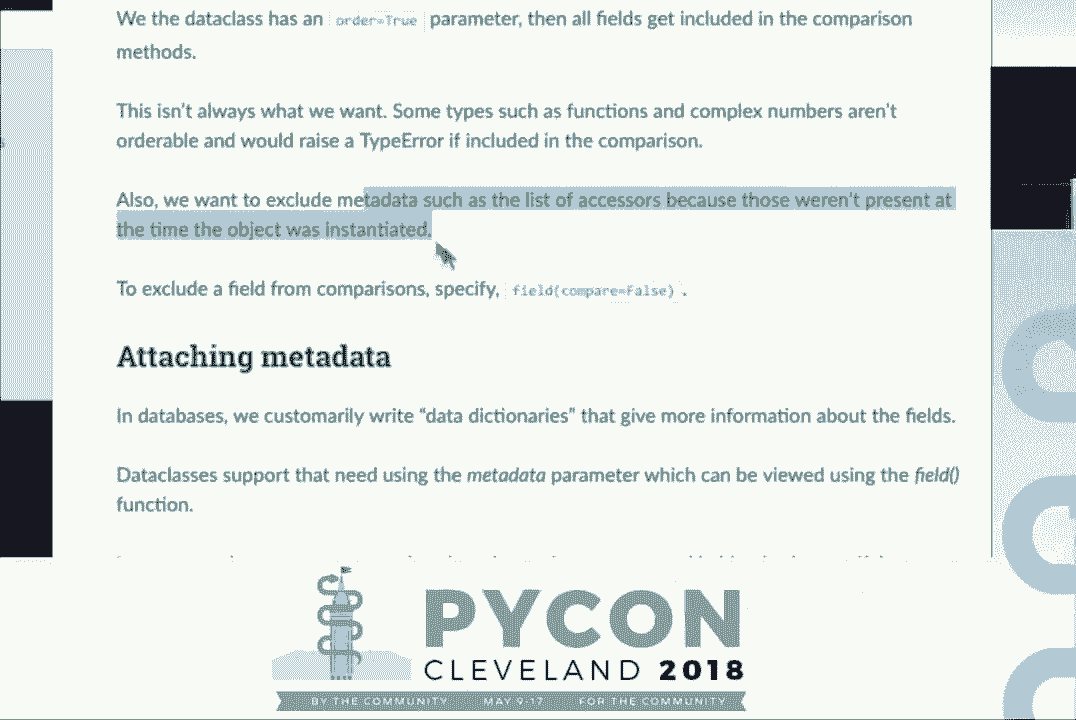 We the dataclass has an order=True parameter, then all fields get included in the comparison
methods.
This isn't always what we want. Some types such as functions and complex numbers aren't
orderable and would raise a TypeError if included in the comparison.
Also, we want to exclude metadata such as the list of accessors because those weren't present at
the time the object was instantiated.
To exclude a field from comparisons, specify, field(compare=False) .
Attaching metadata
In databases, we customarily write “data dictionaries” that give more information about the fields.
Dataclasses support that need using the metadata parameter which can be viewed using the field()
function.
PYCON
CLEVELAND 2018
BY THE COMMUNITY MAY 9-17 FOR THE COMMUNITY